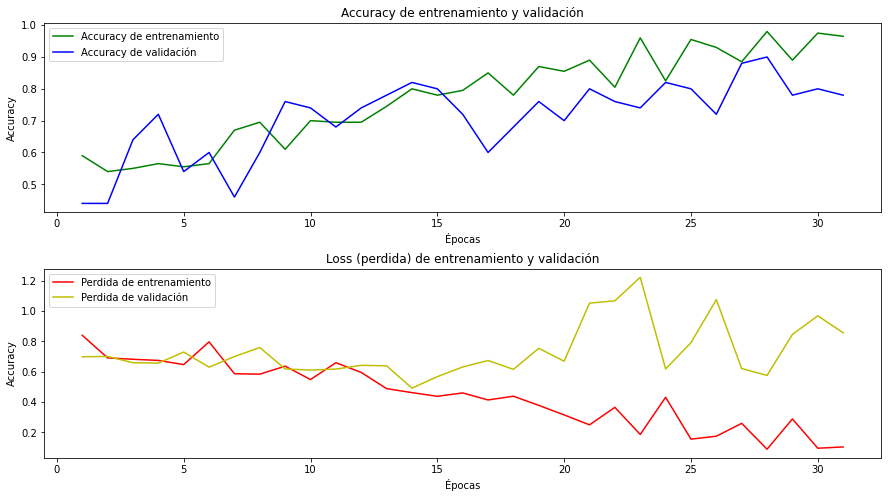 Accuracy de entrenamiento y validación
Accuracy de entrenamiento
Accuracy de validación
Accuracy
1.0
0.9
0.8
0.7
0.6
0.5
0 5 10 15 20 25 30
Épocas
Loss (perdida) de entrenamiento y validación
Perdida de entrenamiento
Perdida de validación
Accuracy
1.2
1.0
0.8
0.6
0.4
0.2
0 5 10 15 20 25 30
Épocas